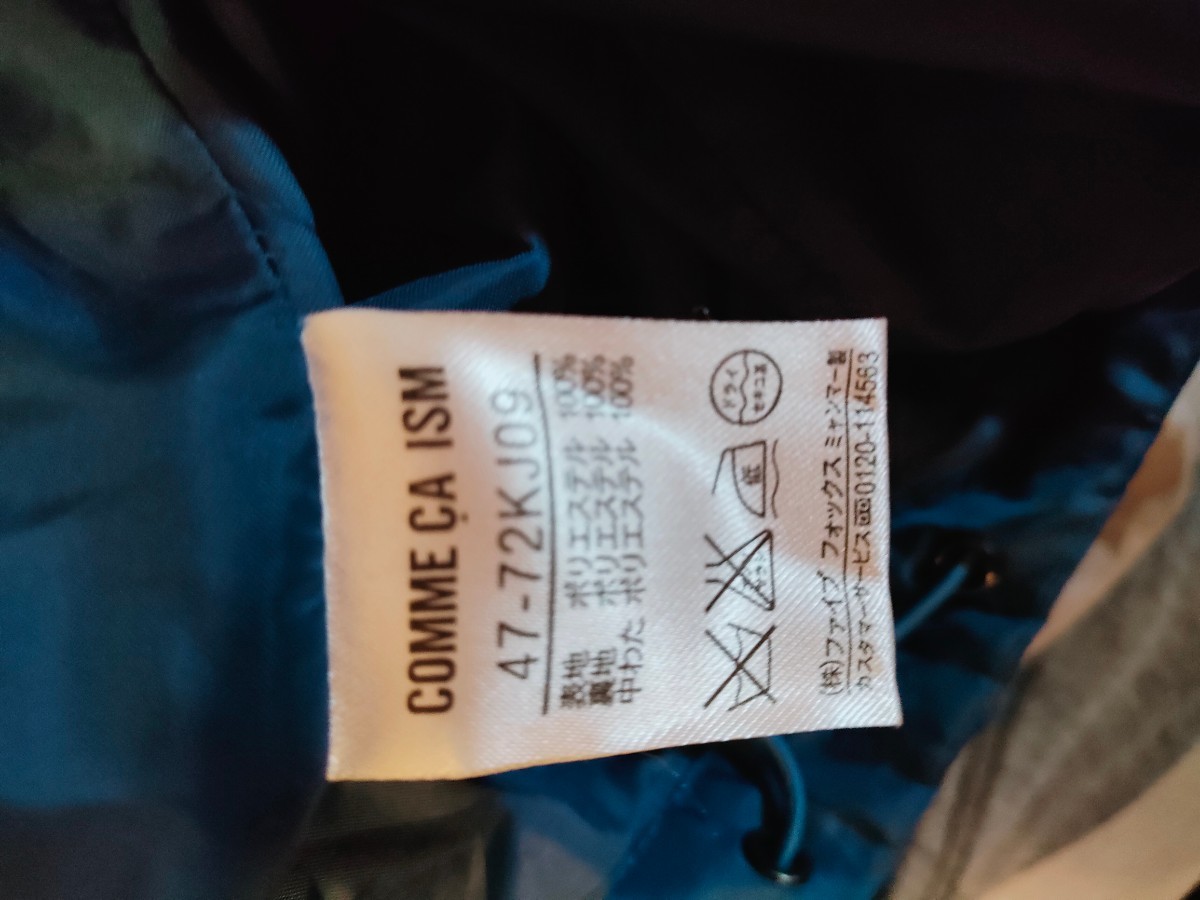 COMME ÇA ISM
47-72KJ09
表地 ポリエステル 100%
裏地 ポリエステル 100%
中わた ポリエステル 100%
低
ドライ
セキユ系
(株)ファイブ フォックス ミャンマー製
カスタマーサービス 0120-114563